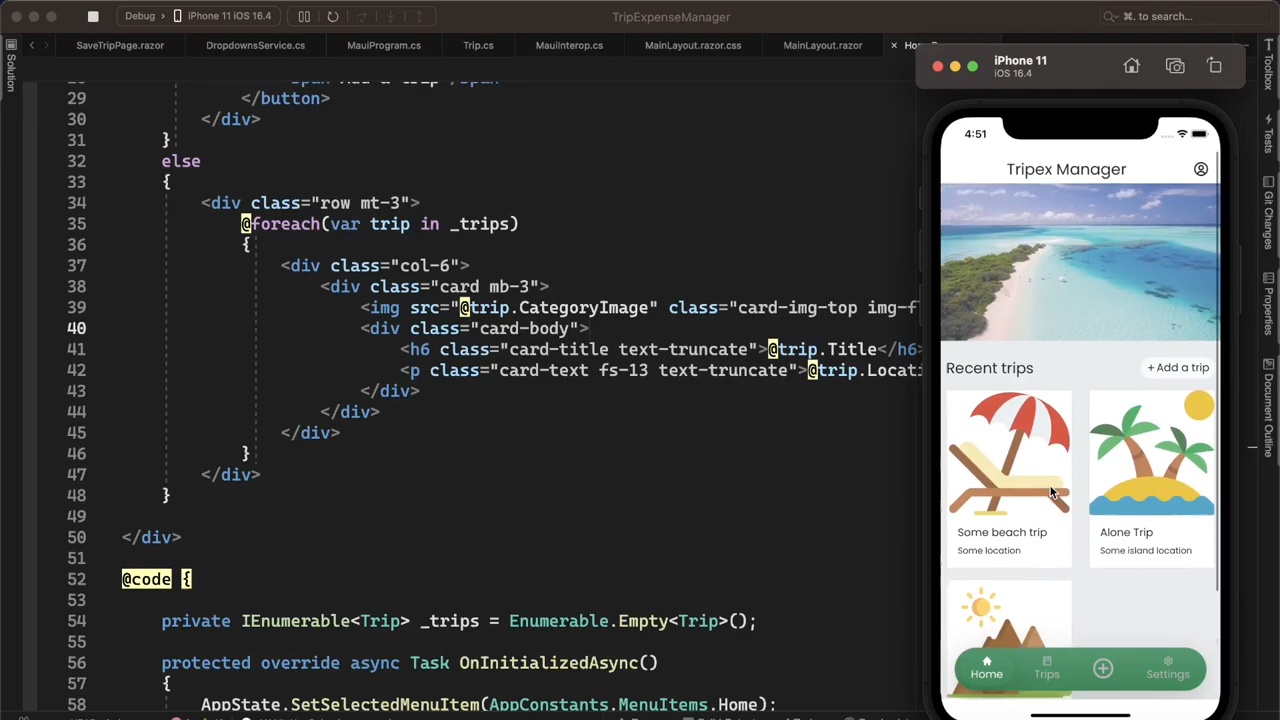 Debug › iPhone 11 iOS 16.4
TripExpenseManager
⌘. to search...
SaveTripPage.razor DropdownsService.cs MauiProgram.cs Trip.cs MauiInterop.cs MainLayout.razor.css MainLayout.razor
Solution
29 </button>
30 </div>
31 }
32 else
33 {
34 <div class="row mt-3">
35 @foreach(var trip in _trips)
36 {
37 <div class="col-6">
38 <div class="card mb-3">
39 <img src="@trip.CategoryImage" class="card-img-top
40 <div class="card-body">
41 <h6 class="card-title text-truncate">@trip.Title</h6>
42 <p class="card-text fs-13 text-truncate">
43 </div>
44 </div>
45 </div>
46 }
47 </div>
48 }
49
50 </div>
51
52 @code {
53
54 private IEnumerable<Trip> _trips = Enumerable.Empty<Trip>();
55
56 protected override async Task OnInitializedAsync()
57 {
58 AppState.SetSelectedMenuItem(AppConstants.MenuItems.Home);
iPhone 11
iOS 16.4
4:51
Tripex Manager
Recent trips
+ Add a trip
Some beach trip
Some location
Alone Trip
Some island location
Home Trips Settings
Toolbox
Tests
Git Changes
Properties
Document Outline